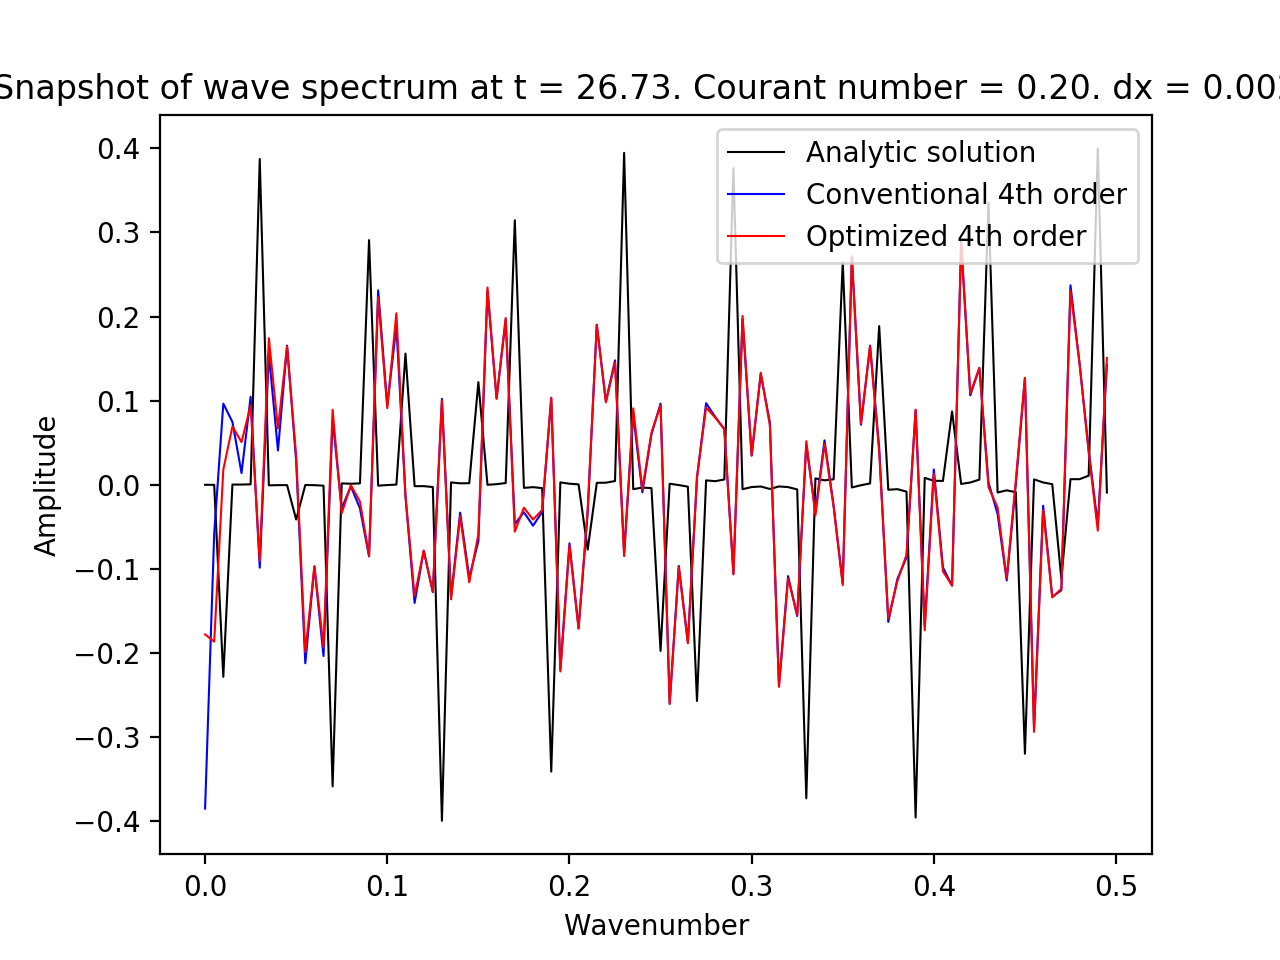 Snapshot of wave spectrum at t = 26.73. Courant number = 0.20. dx = 0.002
Analytic solution
Conventional 4th order
Optimized 4th order
Amplitude
0.4
0.3
0.2
0.1
0.0
−0.1
−0.2
−0.3
−0.4
0.0 0.1 0.2 0.3 0.4 0.5
Wavenumber